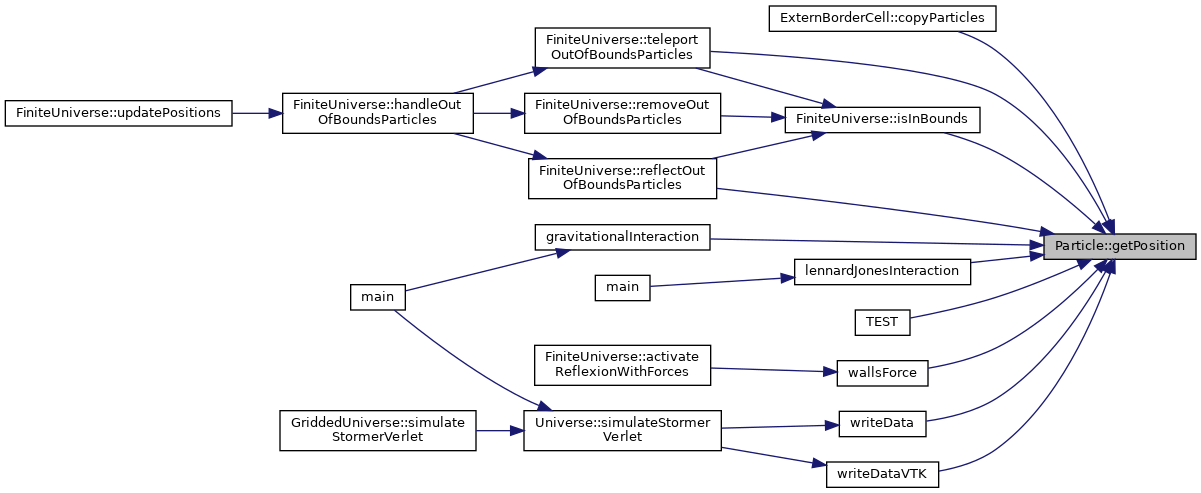 ExternBorderCell::copyParticles
FiniteUniverse::teleport
OutOfBoundsParticles
FiniteUniverse::updatePositions
FiniteUniverse::handleOut
OfBoundsParticles
FiniteUniverse::removeOut
OfBoundsParticles
FiniteUniverse::isInBounds
FiniteUniverse::reflectOut
OfBoundsParticles
gravitationalInteraction
Particle::getPosition
lennardJonesInteraction
main
main
TEST
FiniteUniverse::activate
ReflexionWithForces
wallsForce
GriddedUniverse::simulate
StormerVerlet
Universe::simulateStormer
Verlet
writeData
writeDataVTK